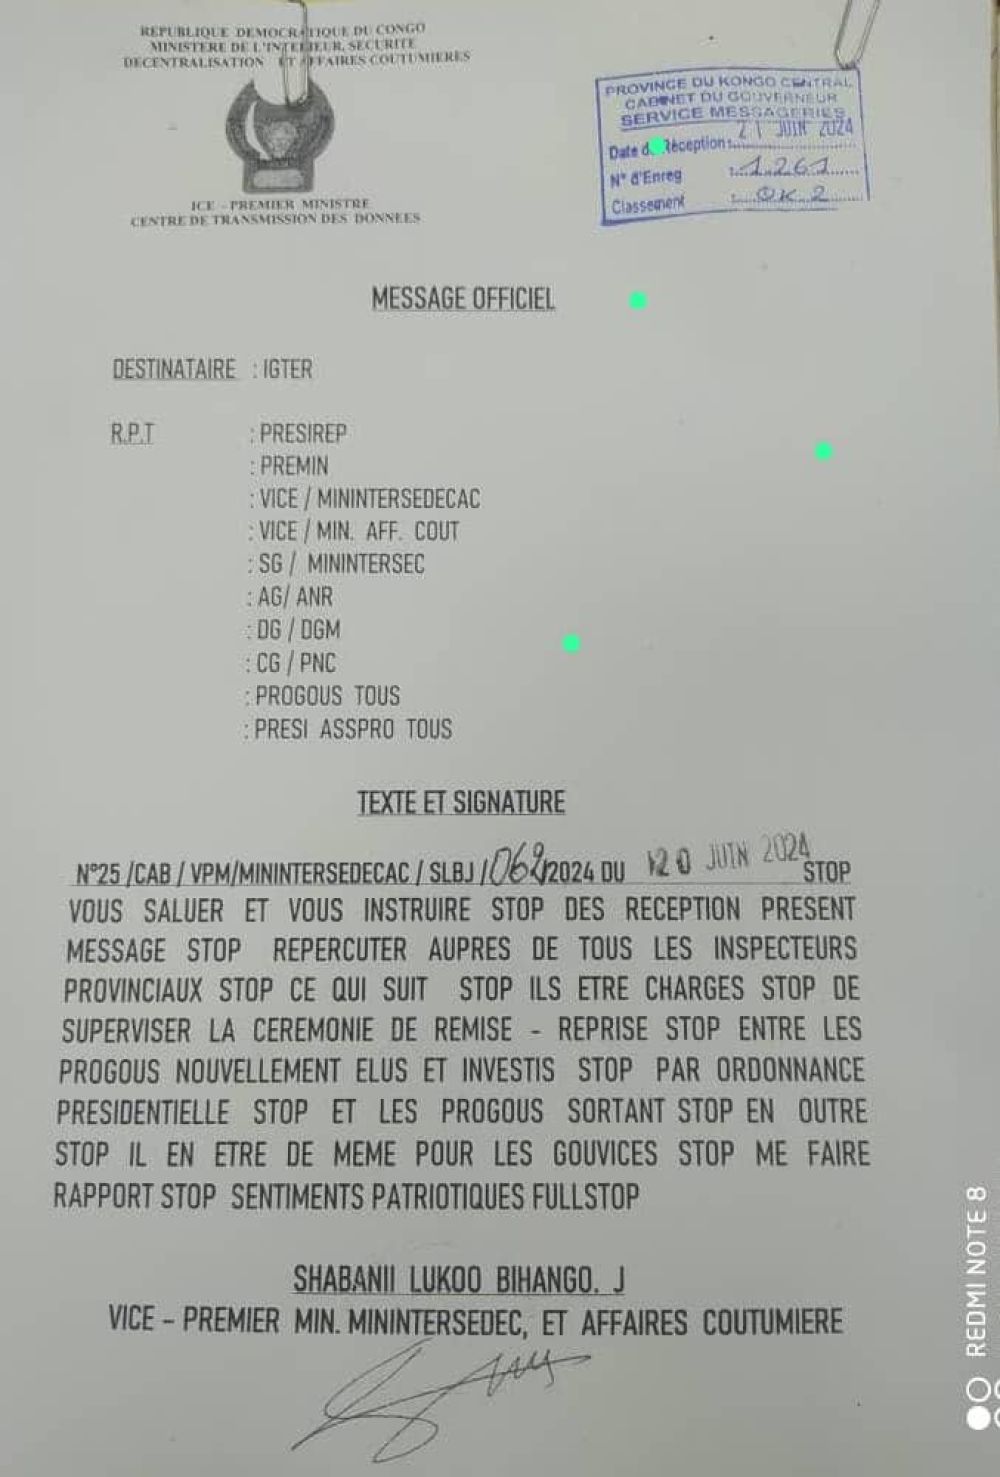 REPUBLIQUE DEMOCRATIQUE DU CONGO
MINISTERE DE L'INTERIEUR, SECURITE
DECENTRALISATION ET AFFAIRES COUTUMIERES
ICE - PREMIER MINISTRE
CENTRE DE TRANSMISSION DES DONNEES
PROVINCE DU KONGO CENTRAL
CABINET DU GOUVERNEUR
SERVICE MESSAGERIES
Date de Réception: 21 JUIN 2024
N° d'Enreg : 1.261
Classement : OK 2
MESSAGE OFFICIEL
DESTINATAIRE : IGTER
R.P.T : PRESIREP
: PREMIN
: VICE / MININTERSEDECAC
: VICE / MIN. AFF. COUT
: SG / MININTERSEC
: AG/ ANR
: DG / DGM
: CG / PNC
: PROGOUS TOUS
: PRESI ASSPRO TOUS
TEXTE ET SIGNATURE
N°25 /CAB / VPM/MININTERSEDECAC / SLBJ /062/2024 DU 20 JUIN 2024 STOP
VOUS SALUER ET VOUS INSTRUIRE STOP DES RECEPTION PRESENT
MESSAGE STOP REPERCUTER AUPRES DE TOUS LES INSPECTEURS
PROVINCIAUX STOP CE QUI SUIT STOP ILS ETRE CHARGES STOP DE
SUPERVISER LA CEREMONIE DE REMISE - REPRISE STOP ENTRE LES
PROGOUS NOUVELLEMENT ELUS ET INVESTIS STOP PAR ORDONNANCE
PRESIDENTIELLE STOP ET LES PROGOUS SORTANT STOP EN OUTRE
STOP IL EN ETRE DE MEME POUR LES GOUVICES STOP ME FAIRE
RAPPORT STOP SENTIMENTS PATRIOTIQUES FULLSTOP
SHABANII LUKOO BIHANGO. J
VICE - PREMIER MIN. MININTERSEDEC, ET AFFAIRES COUTUMIERE
REDMI NOTE 8